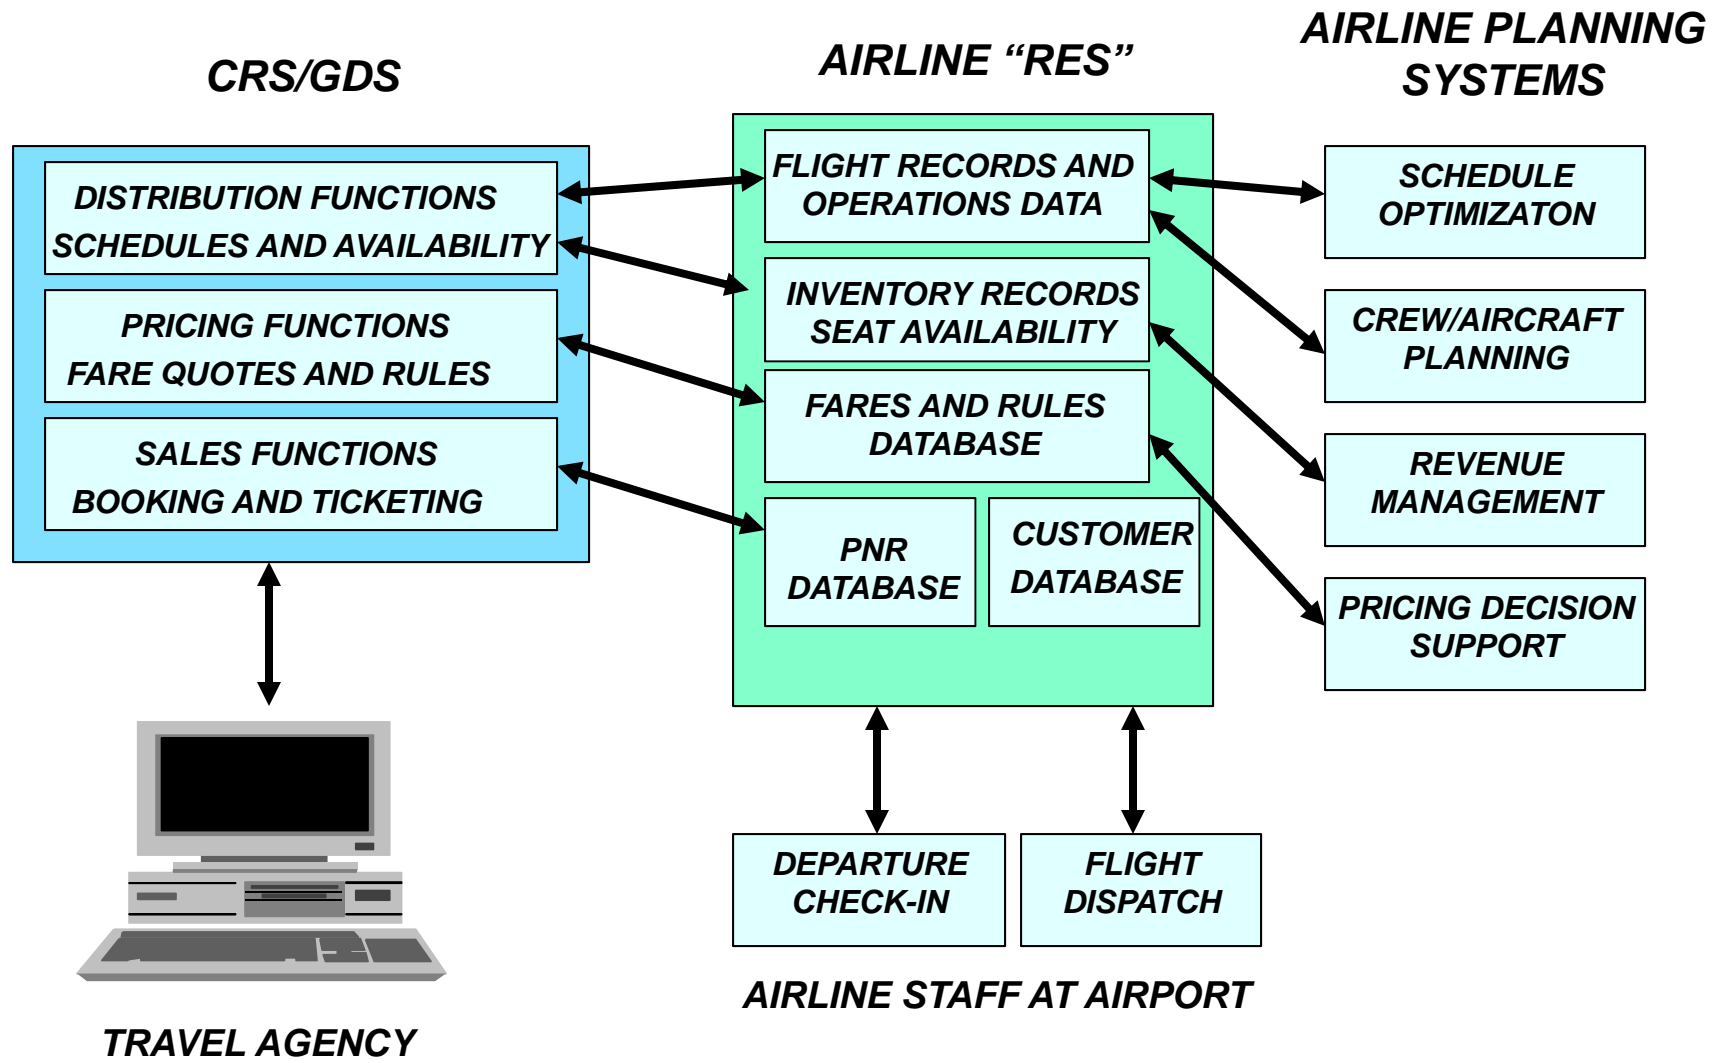 CRS/GDS
DISTRIBUTION FUNCTIONS
SCHEDULES AND AVAILABILITY
PRICING FUNCTIONS
FARE QUOTES AND RULES
SALES FUNCTIONS
BOOKING AND TICKETING
TRAVEL AGENCY
AIRLINE “RES”
FLIGHT RECORDS AND
OPERATIONS DATA
INVENTORY RECORDS
SEAT AVAILABILITY
FARES AND RULES
DATABASE
PNR
DATABASE
CUSTOMER
DATABASE
DEPARTURE
CHECK-IN
FLIGHT
DISPATCH
AIRLINE STAFF AT AIRPORT
AIRLINE PLANNING
SYSTEMS
SCHEDULE
OPTIMIZATON
CREW/AIRCRAFT
PLANNING
REVENUE
MANAGEMENT
PRICING DECISION
SUPPORT